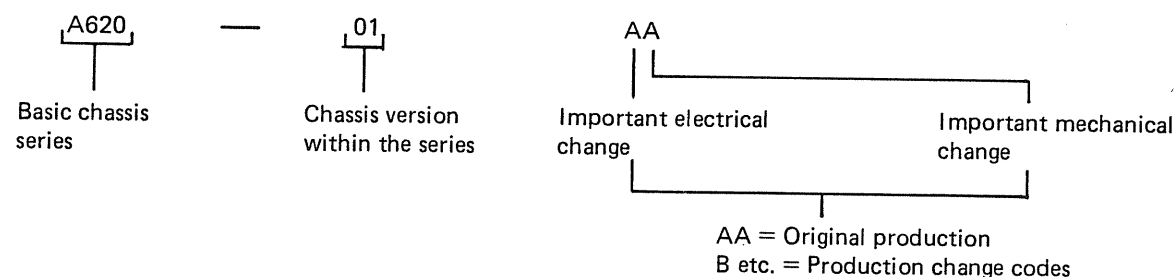 A620 — 01 AA
Basic chassis
series
Chassis version
within the series
Important electrical
change
Important mechanical
change
AA = Original production
B etc. = Production change codes